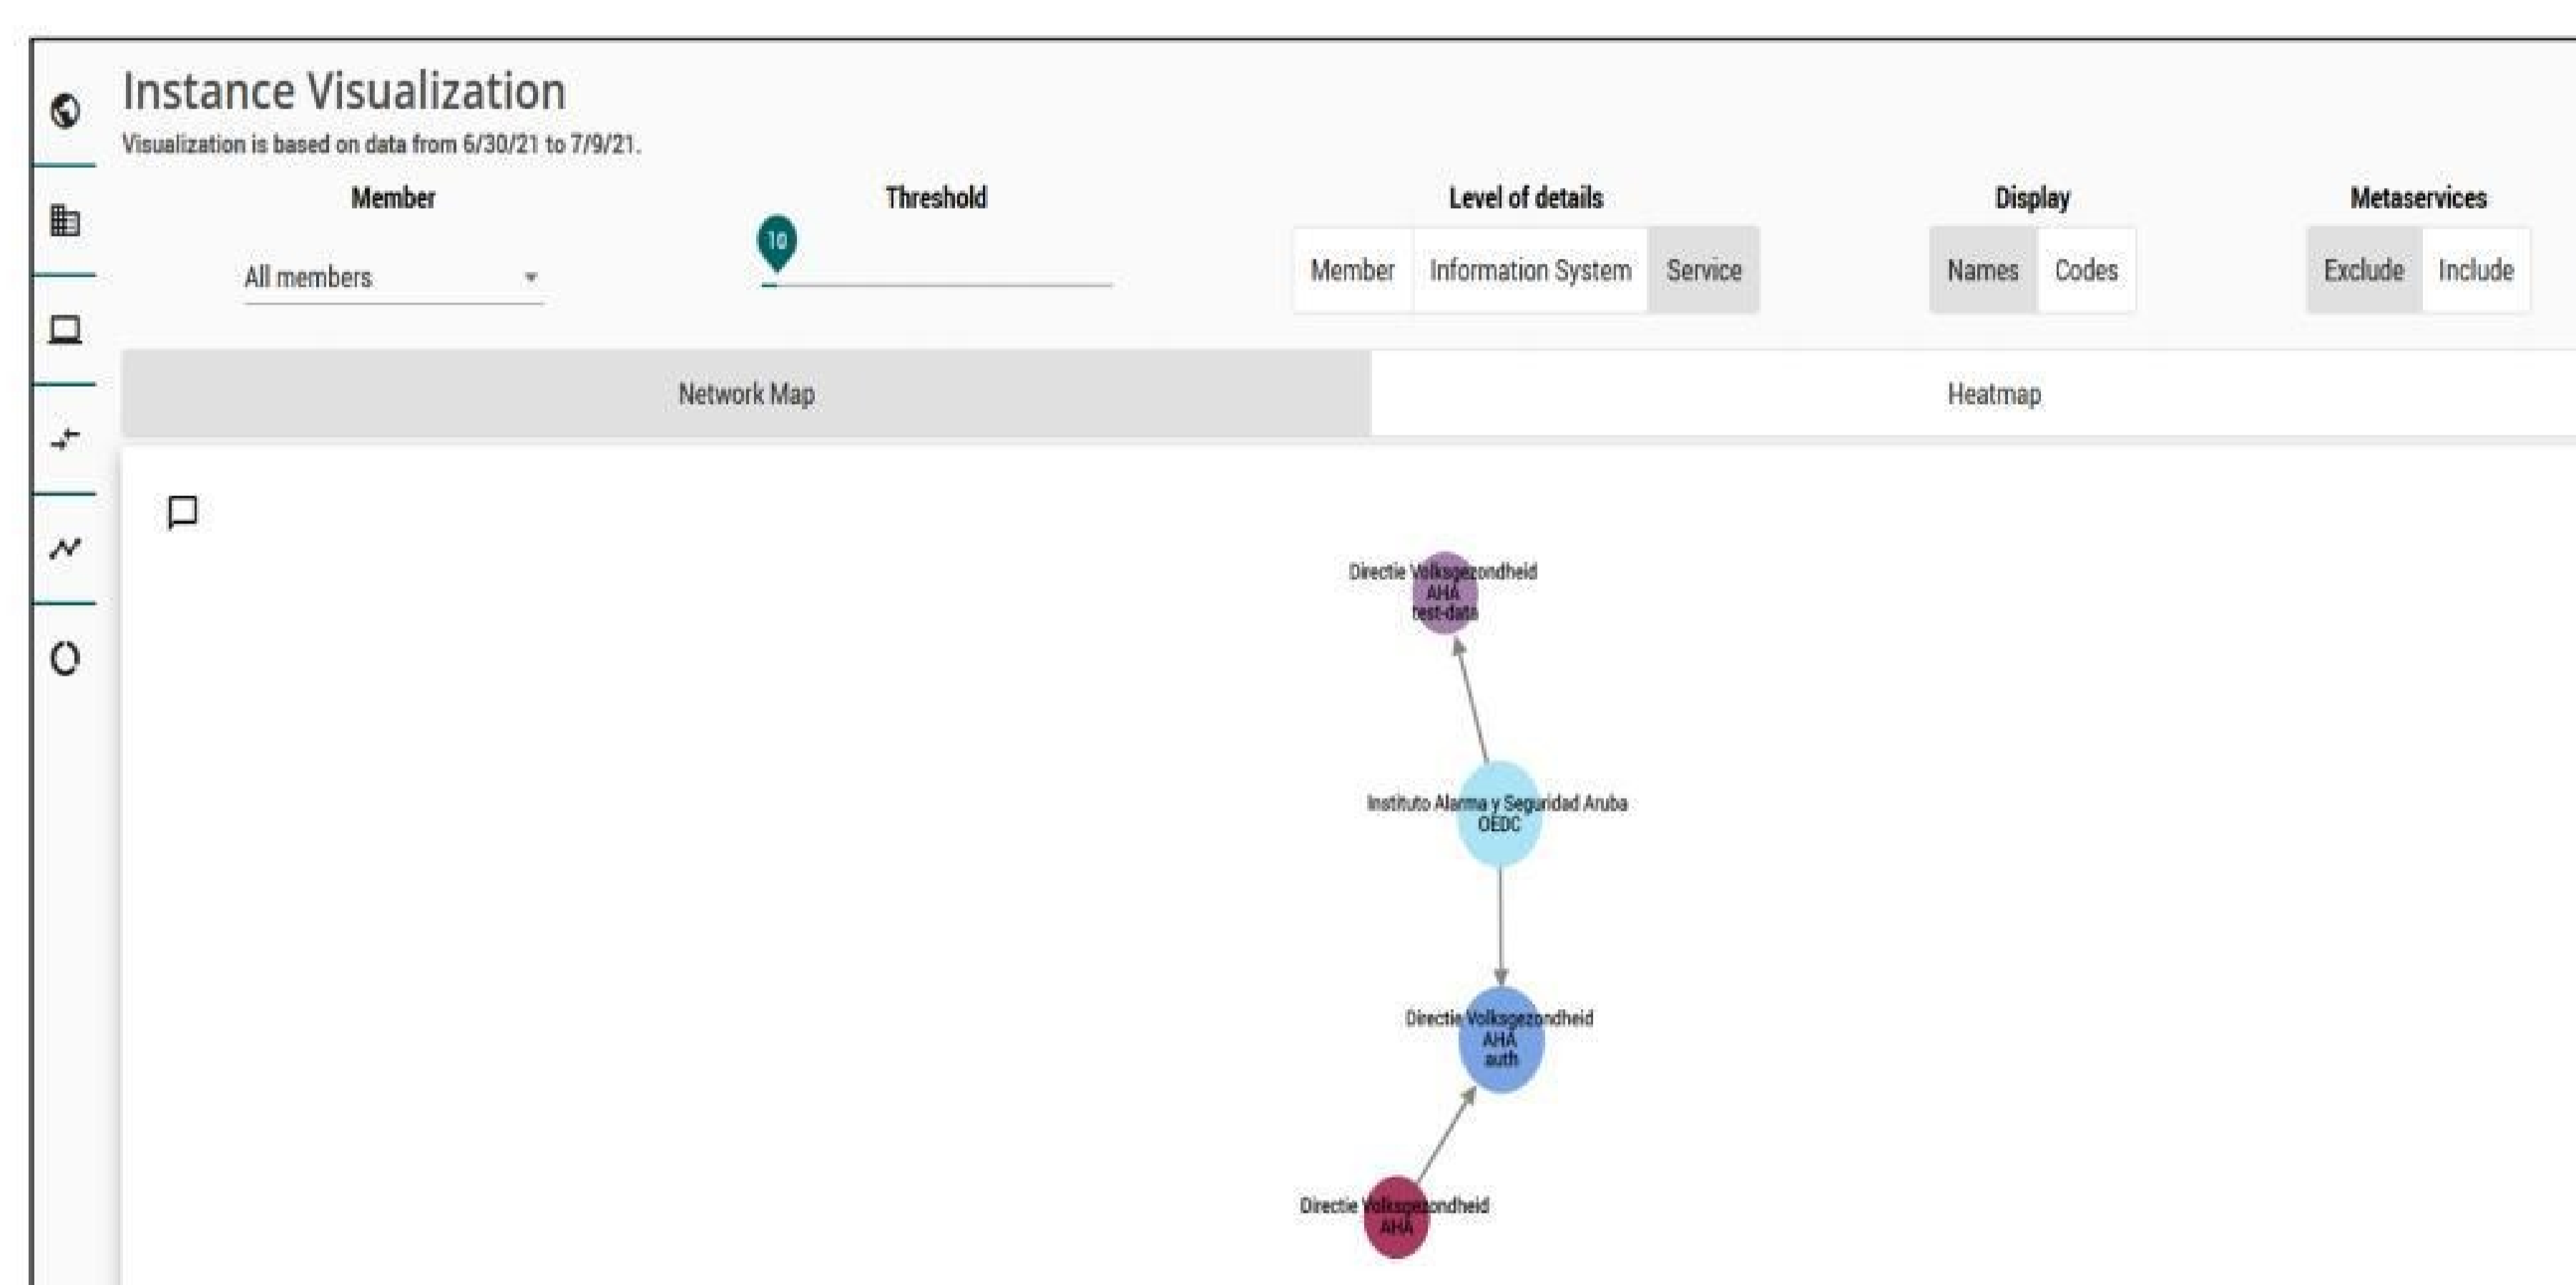 Instance Visualization
Visualization is based on data from 6/30/21 to 7/9/21.
Member
Threshold
Level of details
Display
Metaservices
10
All members
Member
Information System
Service
Names
Codes
Exclude
Include
Network Map
Heatmap
Directie Volksgezondheid
AHA
test-data
Instituto Alarma y Seguridad Aruba
OEDC
Directie Volksgezondheid
AHA
auth
Directie Volksgezondheid
AHA